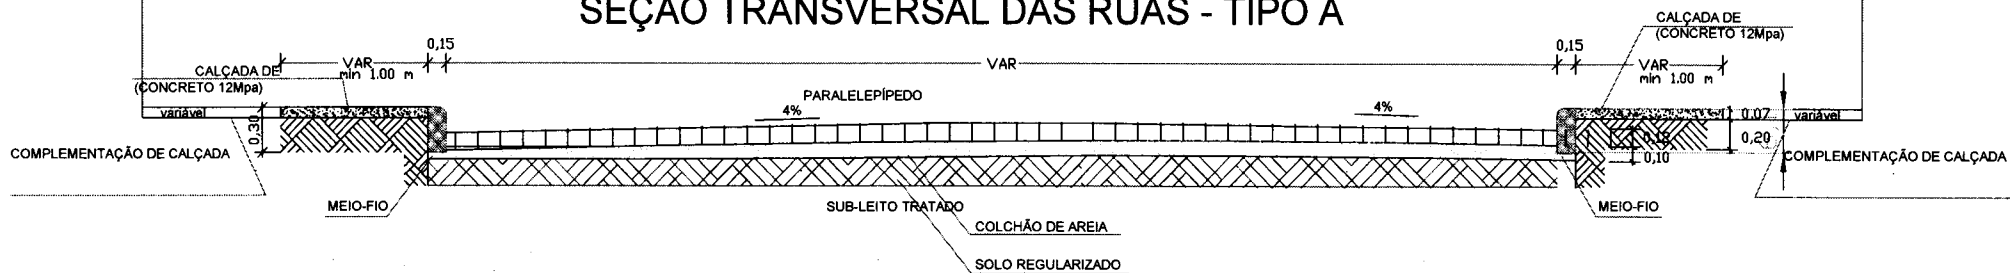 SEÇÃO TRANSVERSAL DAS RUAS - TIPO A
CALÇADA DE
(CONCRETO 12Mpa)
0,15
0,15
VAR
min 1.00 m
VAR
VAR
min 1.00 m
CALÇADA DE
(CONCRETO 12Mpa)
PARALELEPÍPEDO
4%
4%
variável
0.07
variável
0,30
0,20
0,10
COMPLEMENTAÇÃO DE CALÇADA
COMPLEMENTAÇÃO DE CALÇADA
MEIO-FIO
SUB-LEITO TRATADO
MEIO-FIO
COLCHÃO DE AREIA
SOLO REGULARIZADO